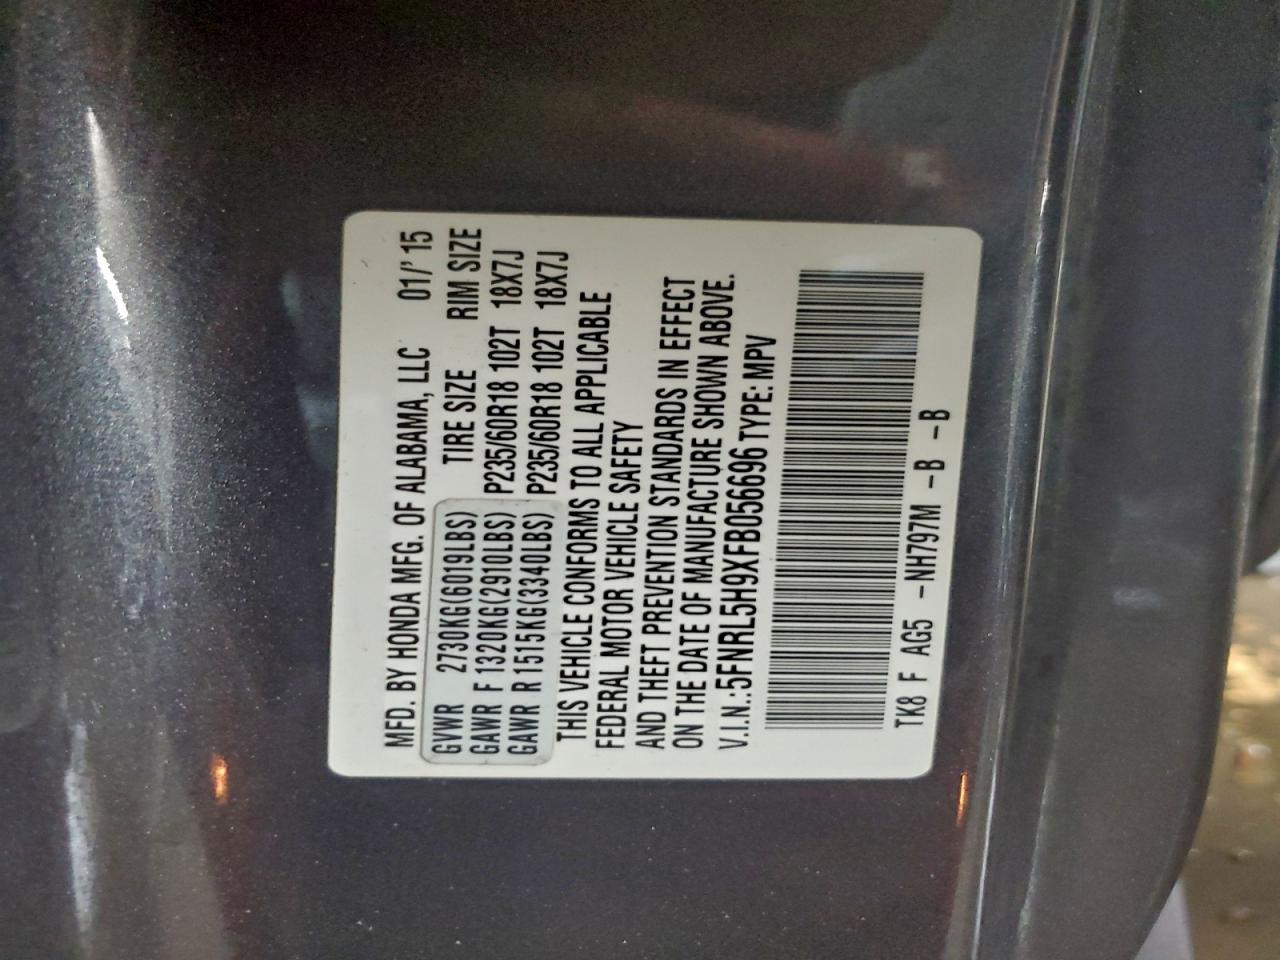 MFD. BY HONDA MFG. OF ALABAMA, LLC 01/'15
TIRE SIZE RIM SIZE
GVWR 2730KG(6019LBS)
GAWR F 1320KG(2910LBS) P235/60R18 102T 18X7J
GAWR R 1515KG(3340LBS) P235/60R18 102T 18X7J
THIS VEHICLE CONFORMS TO ALL APPLICABLE
FEDERAL MOTOR VEHICLE SAFETY
AND THEFT PREVENTION STANDARDS IN EFFECT
ON THE DATE OF MANUFACTURE SHOWN ABOVE.
V.I.N.:5FNRL5H9XFB056696 TYPE: MPV
TK8 F AG5 -NH797M -B -B